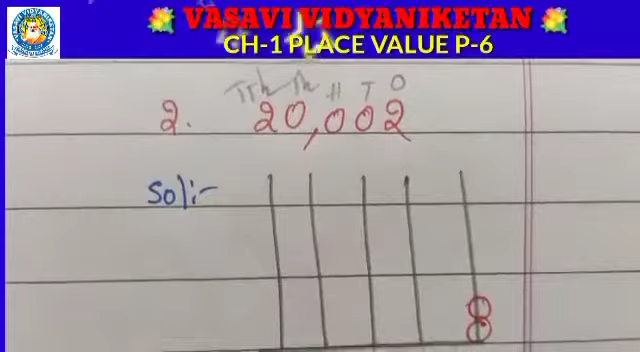 VASAVI VIDYANIKETAN
CH-1 PLACE VALUE P-6
TTh Th H T O
2. 20,002
Sol:-